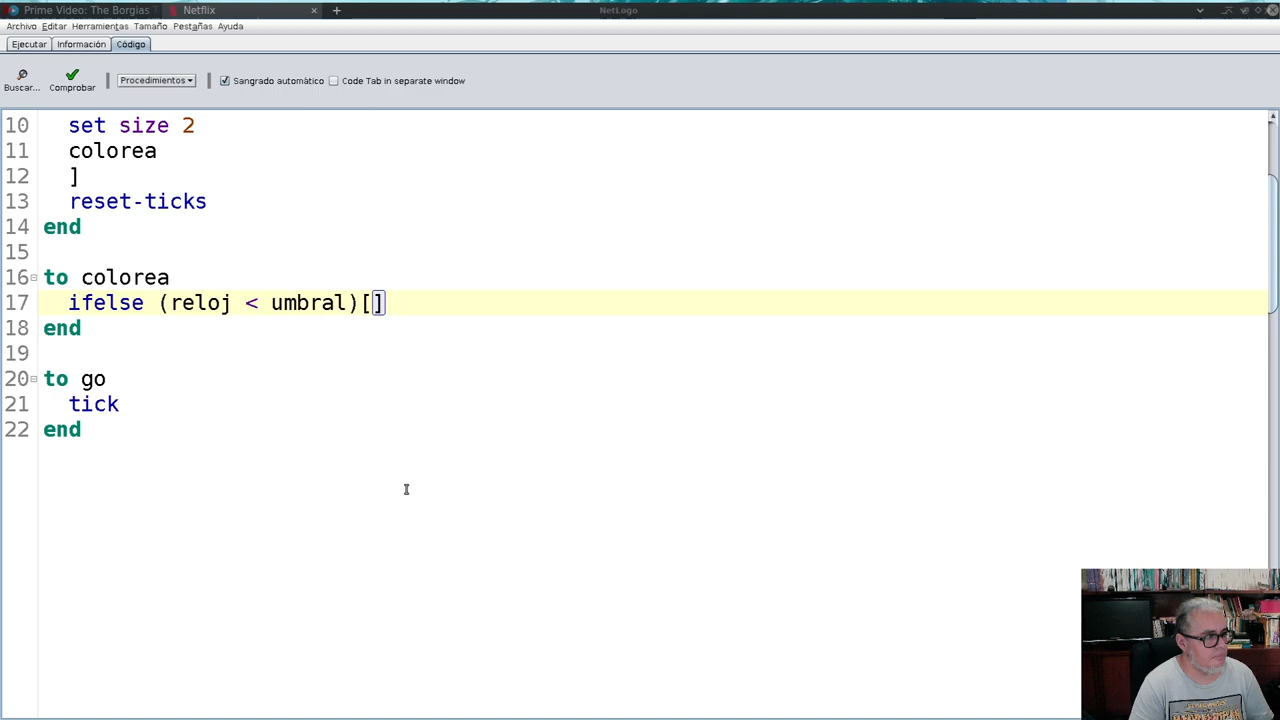 Prime Video: The Borgias
Netflix
NetLogo
Archivo Editar Herramientas Tamaño Pestañas Ayuda
Ejecutar Información Código
Buscar... Comprobar Procedimientos Sangrado automático Code Tab in separate window
10 set size 2
11 colorea
12 ]
13 reset-ticks
14 end
15
16 to colorea
17 ifelse (reloj < umbral)[]
18 end
19
20 to go
21 tick
22 end